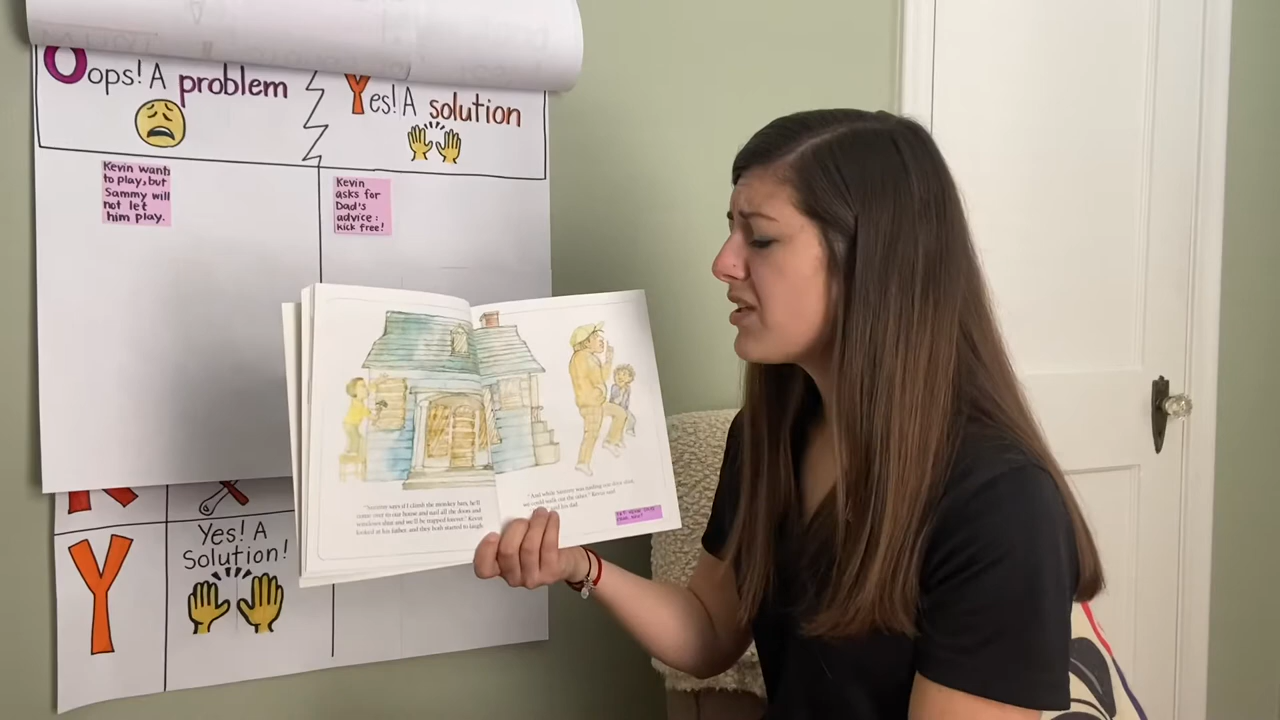 Oops! A problem
Yes! A solution
Kevin wants
to play, but
Sammy will
not let
him play.
Kevin
asks for
Dad's
advice:
kick free!
"Sammy says if I climb the monkey bars, he'll
come over to our house and nail all the doors and
windows shut and we'll be trapped forever." Kevin
looked at his father, and they both started to laugh.
"And while Sammy was nailing one door shut,
we could walk out the other," Kevin said.
said his dad.
Yes! A
Solution!
Y